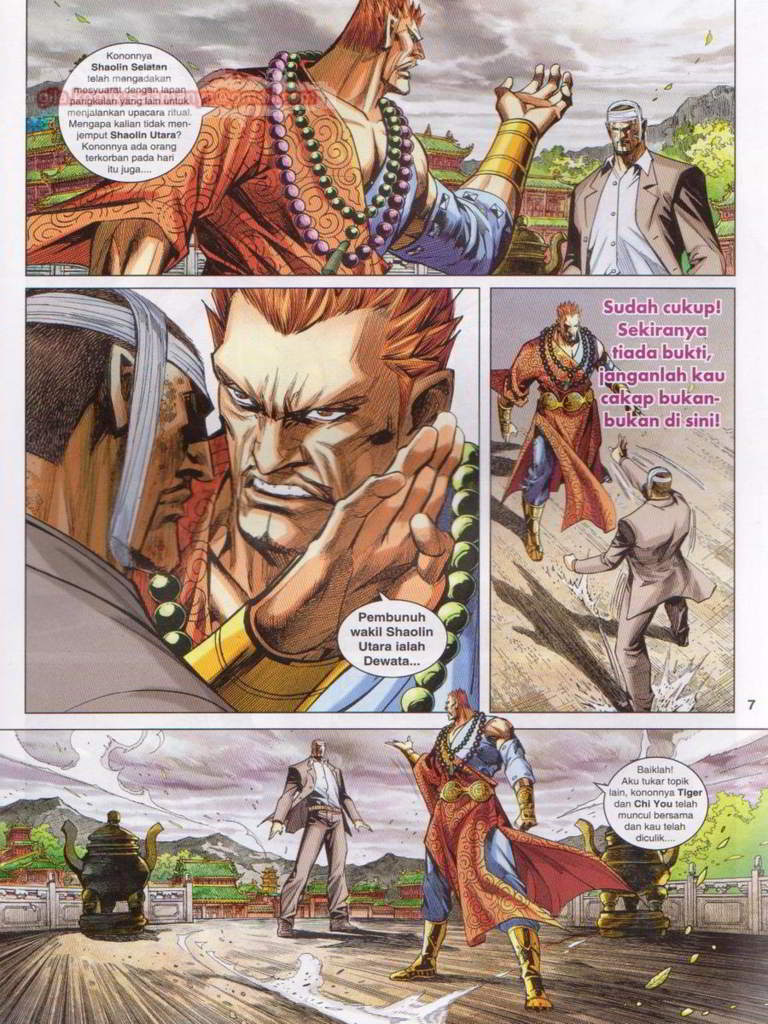 Kononnya
Shaolin Selatan
telah mengadakan
mesyuarat dengan lapan
pangkalan yang lain untuk
menjalankan upacara ritual.
Mengapa kalian tidak men-
jemput Shaolin Utara?
Kononnya ada orang
terkorban pada hari
itu juga....
Pembunuh
wakil Shaolin
Utara ialah
Dewata...
Sudah cukup!
Sekiranya
tiada bukti,
janganlah kau
cakap bukan-
bukan di sini!
7
Baiklah!
Aku tukar topik
lain, kononnya Tiger
dan Chi You telah
muncul bersama
dan kau telah
diculik....